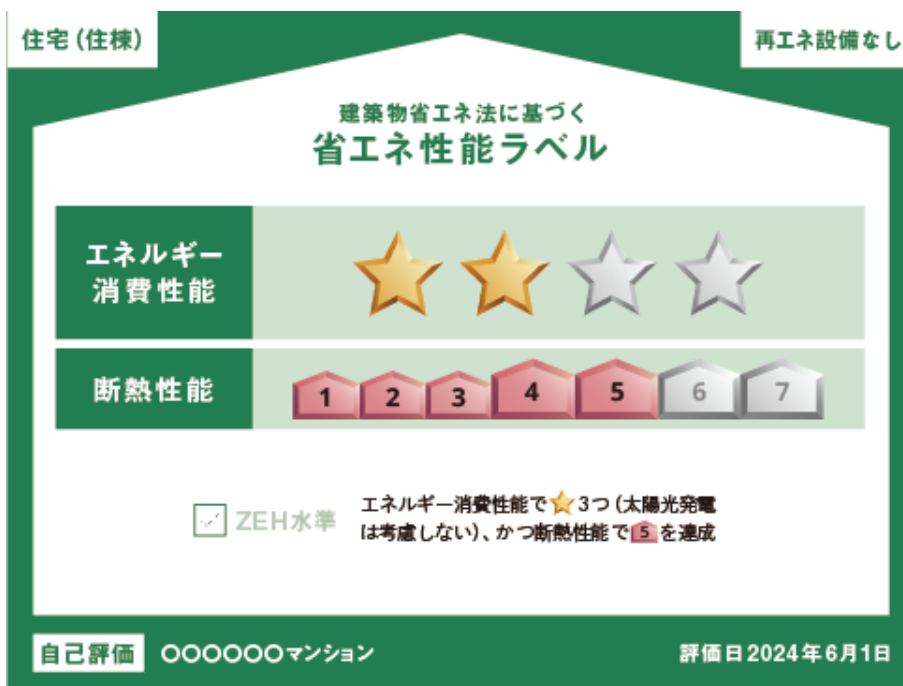 住宅（住棟）
再エネ設備なし
建築物省エネ法に基づく
省エネ性能ラベル
エネルギー
消費性能
断熱性能
1 2 3 4 5 6 7
ZEH水準
エネルギー消費性能で⭐3つ（太陽光発電
は考慮しない）、かつ断熱性能で5を達成
自己評価 〇〇〇〇〇〇マンション 評価日2024年6月1日